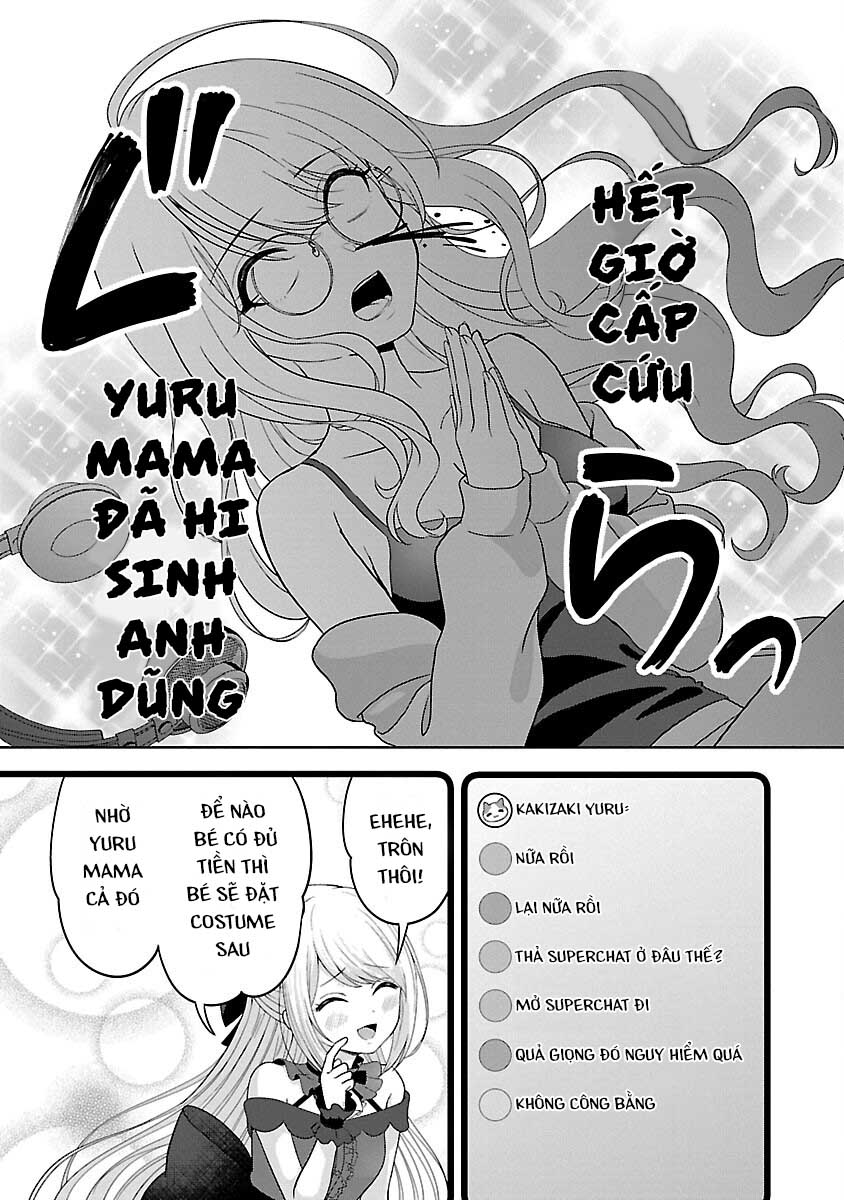 HẾT
GIỜ
CẤP
CỨU
YURU
MAMA
ĐÃ HI
SINH
ANH
DŨNG
ぐ
らっ
KAKIZAKI YURU:
NỮA RỒI
LẠI NỮA RỒI
THẢ SUPERCHAT Ở ĐÂU THẾ?
MỞ SUPERCHAT ĐI
QUẢ GIỌNG ĐÓ NGUY HIỂM QUÁ
KHÔNG CÔNG BẰNG
EHEHE,
TRÔN
THÔI!
ĐỂ NÀO
BÉ CÓ ĐỦ
TIỀN THÌ
BÉ SẼ ĐẶT
COSTUME
SAU
NHỜ
YURU
MAMA
CẢ ĐÓ